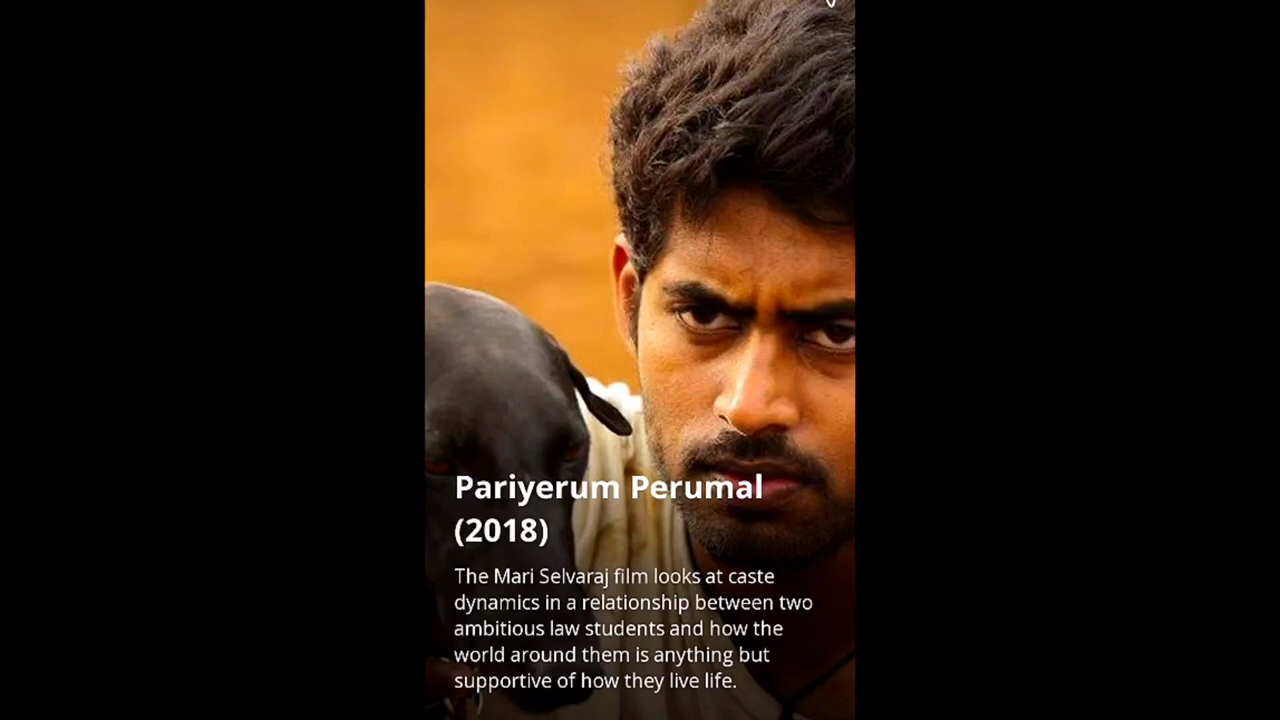 Pariyerum Perumal
(2018)
The Mari Selvaraj film looks at caste
dynamics in a relationship between two
ambitious law students and how the
world around them is anything but
supportive of how they live life.